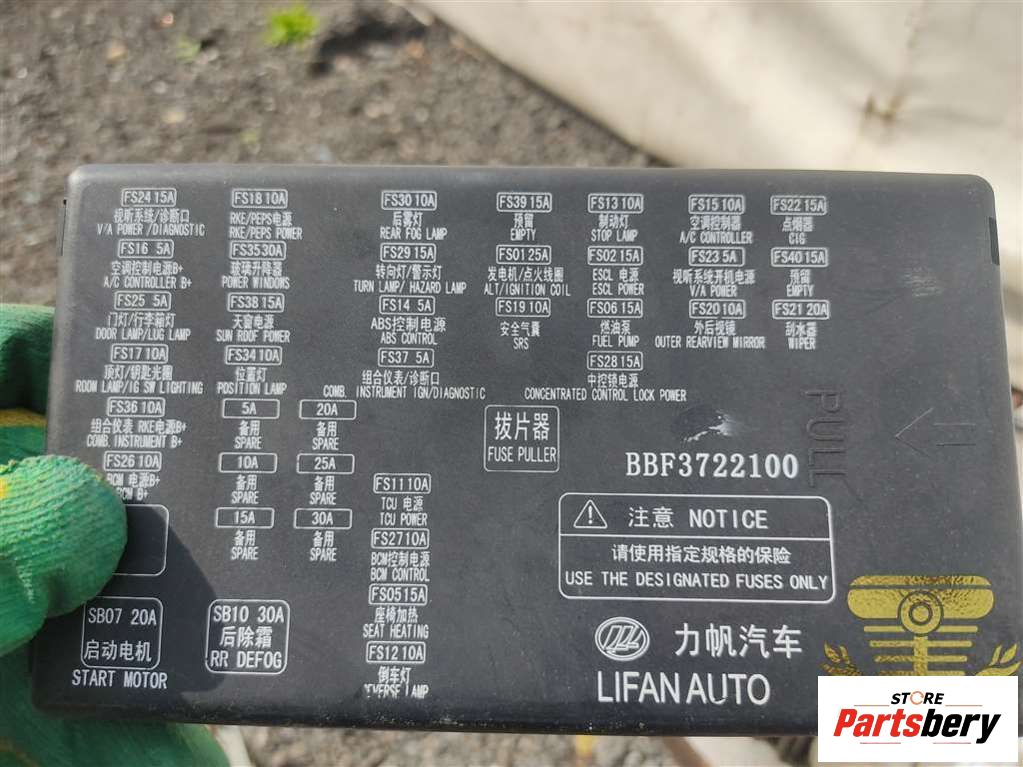 FS24 15A
视听系统/诊断口
V/A POWER /DIAGNOSTIC
FS16 5A
空调控制电源B+
A/C CONTROLLER B+
FS25 5A
门灯/行李箱灯
DOOR LAMP/LUG LAMP
FS17 10A
顶灯/钥匙光圈
ROOM LAMP/IG SW LIGHTING
FS36 10A
组合仪表 RKE电源B+
COMB. INSTRUMENT B+
FS26 10A
BCM 电源B+
BCM B+
SB07 20A
启动电机
START MOTOR
FS18 10A
RKE/PEPS电源
RKE/PEPS POWER
FS35 30A
玻璃升降器
POWER WINDOWS
FS38 15A
天窗电源
SUN ROOF POWER
FS34 10A
位置灯
POSITION LAMP
5A
备用
SPARE
20A
备用
SPARE
10A
备用
SPARE
25A
备用
SPARE
15A
备用
SPARE
30A
备用
SPARE
SB10 30A
后除霜
RR DEFOG
FS30 10A
后雾灯
REAR FOG LAMP
FS29 15A
转向灯/警示灯
TURN LAMP/ HAZARD LAMP
FS14 5A
ABS控制电源
ABS CONTROL
FS37 5A
组合仪表/诊断口
COMB. INSTRUMENT IGN/DIAGNOSTIC
FS11 10A
TCU 电源
TCU POWER
FS27 10A
BCM控制电源
BCM CONTROL
FS05 15A
座椅加热
SEAT HEATING
FS12 10A
倒车灯
LAMP
FS39 15A
预留
EMPTY
FS01 25A
发电机/点火线圈
ALT/IGNITION COIL
FS19 10A
安全气囊
SRS
FS13 10A
制动灯
STOP LAMP
FS02 15A
ESCL 电源
ESCL POWER
FS06 15A
燃油泵
FUEL PUMP
FS28 15A
中控锁电源
CONCENTRATED CONTROL LOCK POWER
FS15 10A
空调控制器
A/C CONTROLLER
FS23 5A
视听系统开机电源
V/A POWER
FS20 10A
外后视镜
OUTER REARVIEW MIRROR
FS22 15A
点烟器
CIG
FS40 15A
预留
EMPTY
FS21 20A
刮水器
WIPER
拔片器
FUSE PULLER
PULL
BBF3722100
注意 NOTICE
请使用指定规格的保险
USE THE DESIGNATED FUSES ONLY
力帆汽车
LIFAN AUTO
STORE
Partsbery